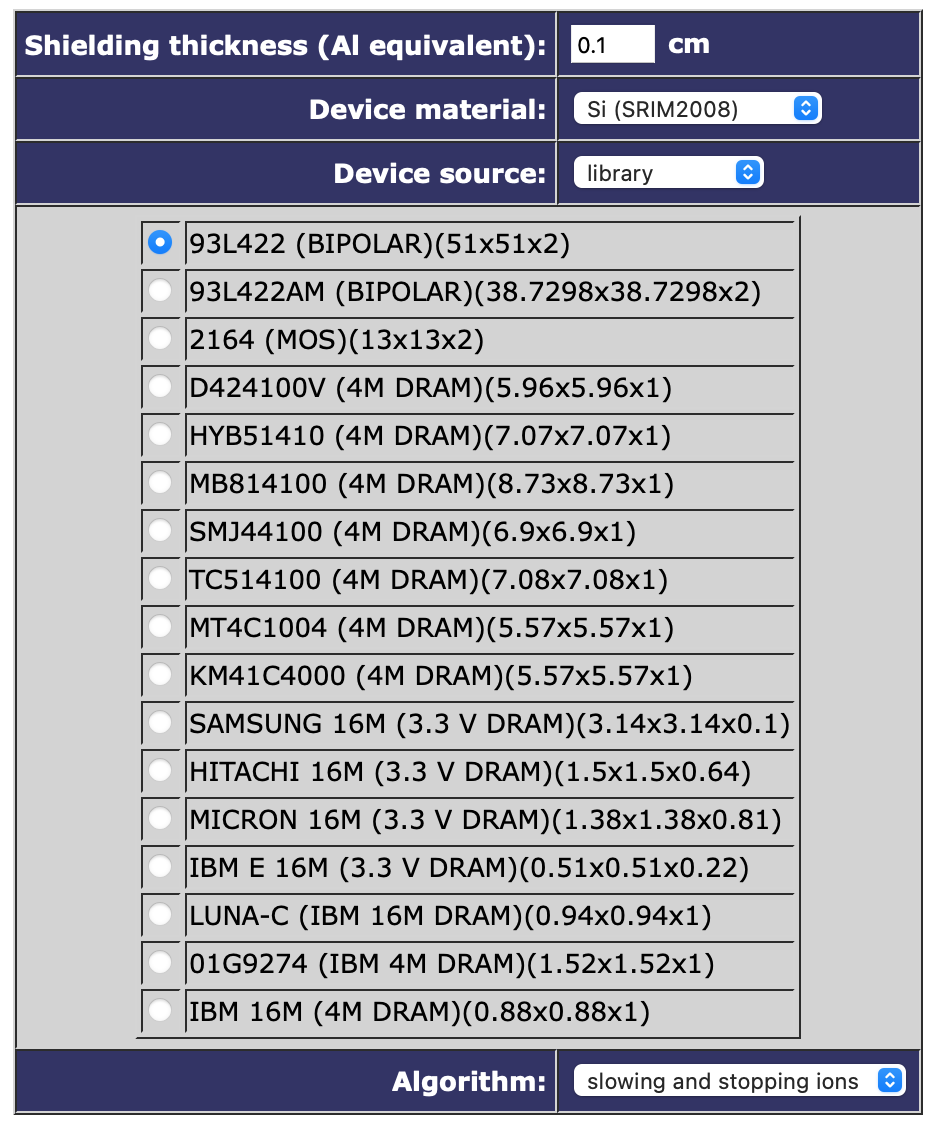 Shielding thickness (Al equivalent): 0.1 cm
Device material: Si (SRIM2008)
Device source: library
93L422 (BIPOLAR)(51x51x2)
93L422AM (BIPOLAR)(38.7298x38.7298x2)
2164 (MOS)(13x13x2)
D424100V (4M DRAM)(5.96x5.96x1)
HYB51410 (4M DRAM)(7.07x7.07x1)
MB814100 (4M DRAM)(8.73x8.73x1)
SMJ44100 (4M DRAM)(6.9x6.9x1)
TC514100 (4M DRAM)(7.08x7.08x1)
MT4C1004 (4M DRAM)(5.57x5.57x1)
KM41C4000 (4M DRAM)(5.57x5.57x1)
SAMSUNG 16M (3.3 V DRAM)(3.14x3.14x0.1)
HITACHI 16M (3.3 V DRAM)(1.5x1.5x0.64)
MICRON 16M (3.3 V DRAM)(1.38x1.38x0.81)
IBM E 16M (3.3 V DRAM)(0.51x0.51x0.22)
LUNA-C (IBM 16M DRAM)(0.94x0.94x1)
01G9274 (IBM 4M DRAM)(1.52x1.52x1)
IBM 16M (4M DRAM)(0.88x0.88x1)
Algorithm: slowing and stopping ions